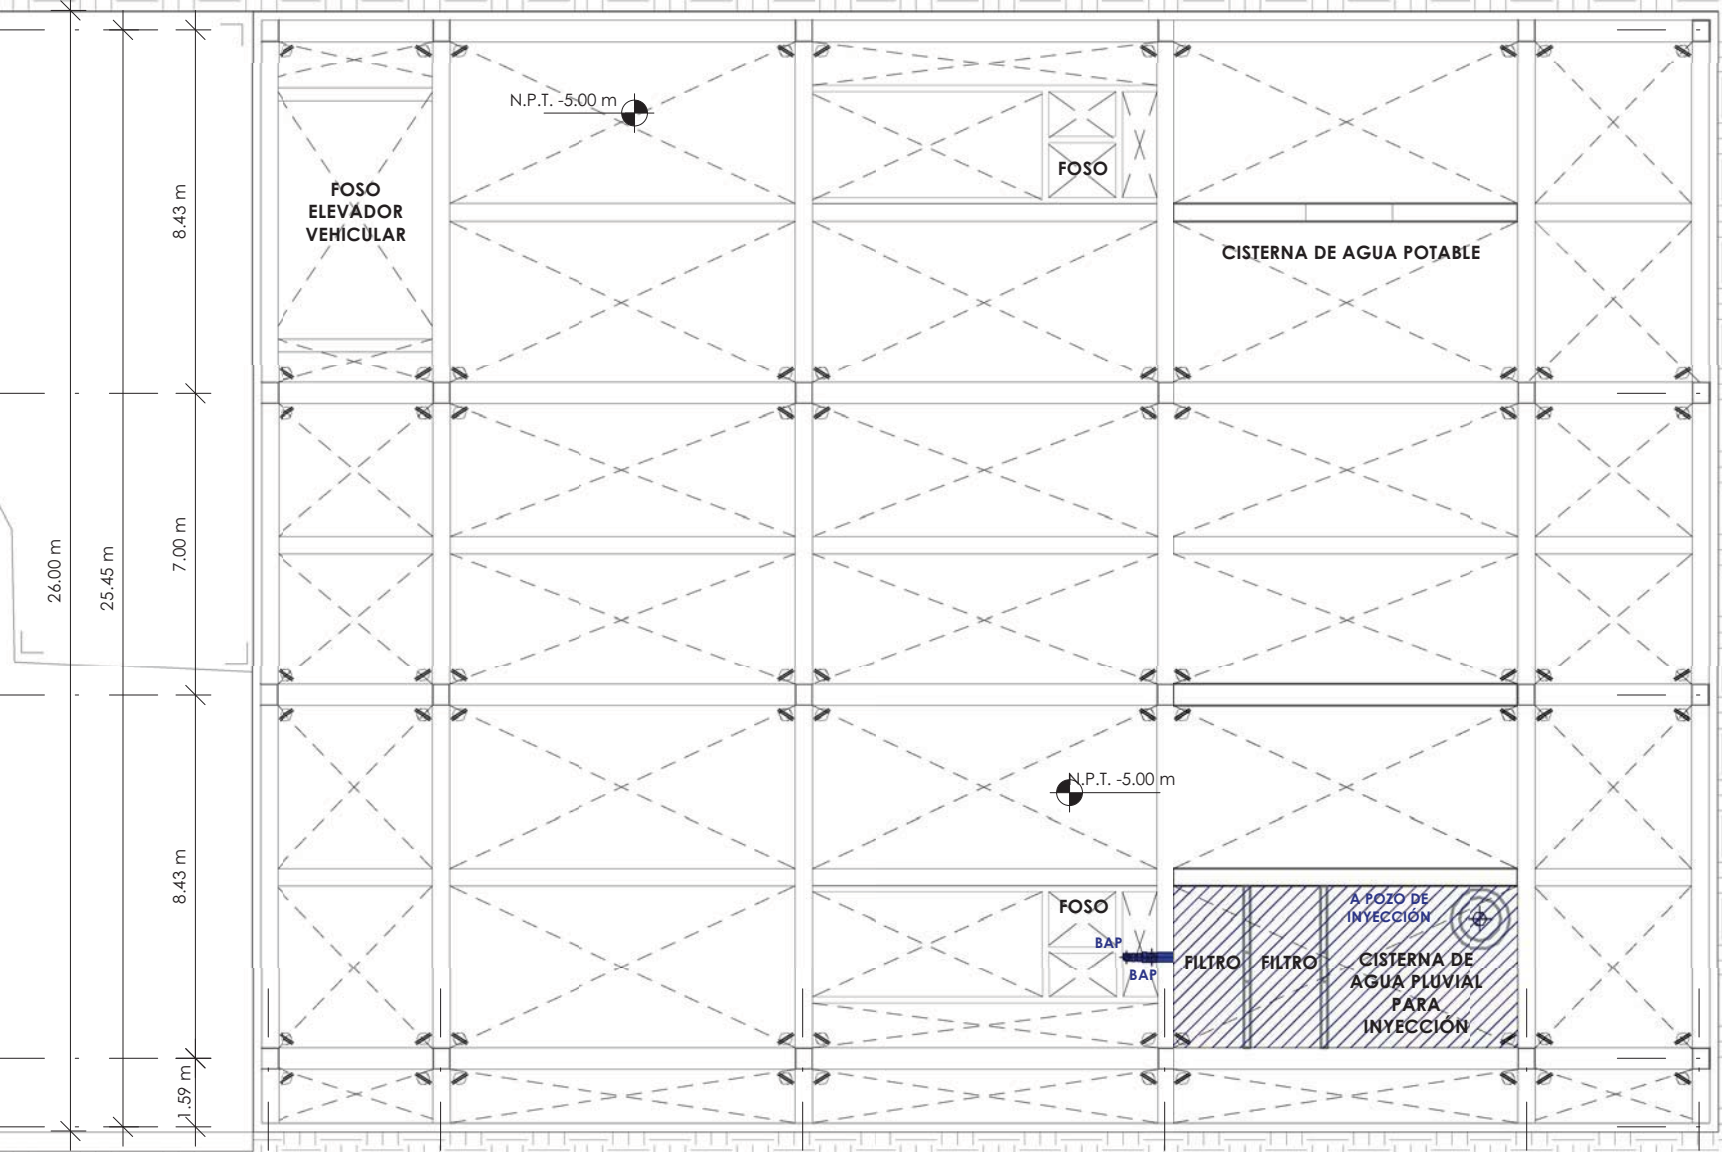 N.P.T. -5.00 m
FOSO
ELEVADOR
VEHICULAR
FOSO
8.43 m
CISTERNA DE AGUA POTABLE
26.00 m
25.45 m
7.00 m
N.P.T. -5.00 m
8.43 m
FOSO
A POZO DE
INYECCIÓN
BAP
BAP
FILTRO
FILTRO
CISTERNA DE
AGUA PLUVIAL
PARA
INYECCIÓN
1.59 m